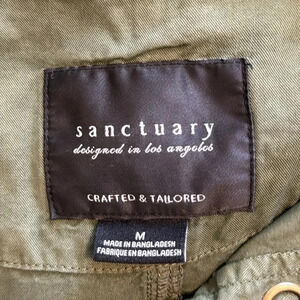 sanctuary
designed in los angeles
CRAFTED & TAILORED
M
MADE IN BANGLADESH
FABRIQUE EN BANGLADESH